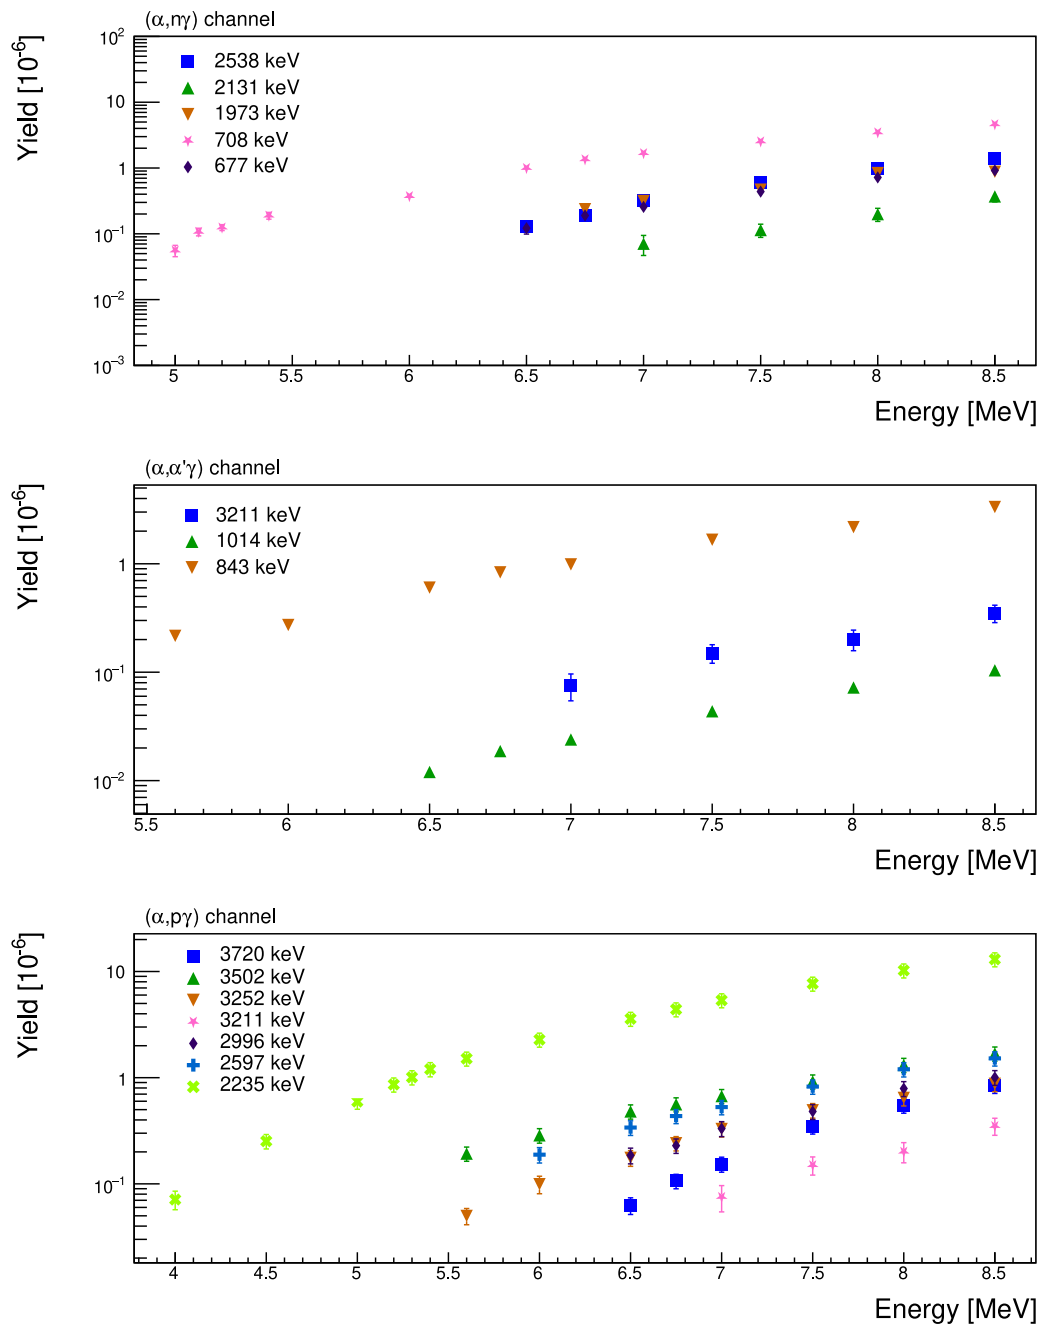 (α,nγ) channel
Yield [10⁻⁶]
10²
10
1
10⁻¹
10⁻²
10⁻³
2538 keV
2131 keV
1973 keV
708 keV
677 keV
5 5.5 6 6.5 7 7.5 8 8.5
Energy [MeV]
(α,α'γ) channel
Yield [10⁻⁶]
1
10⁻¹
10⁻²
3211 keV
1014 keV
843 keV
5.5 6 6.5 7 7.5 8 8.5
Energy [MeV]
(α,pγ) channel
Yield [10⁻⁶]
10
1
10⁻¹
3720 keV
3502 keV
3252 keV
3211 keV
2996 keV
2597 keV
2235 keV
4 4.5 5 5.5 6 6.5 7 7.5 8 8.5
Energy [MeV]